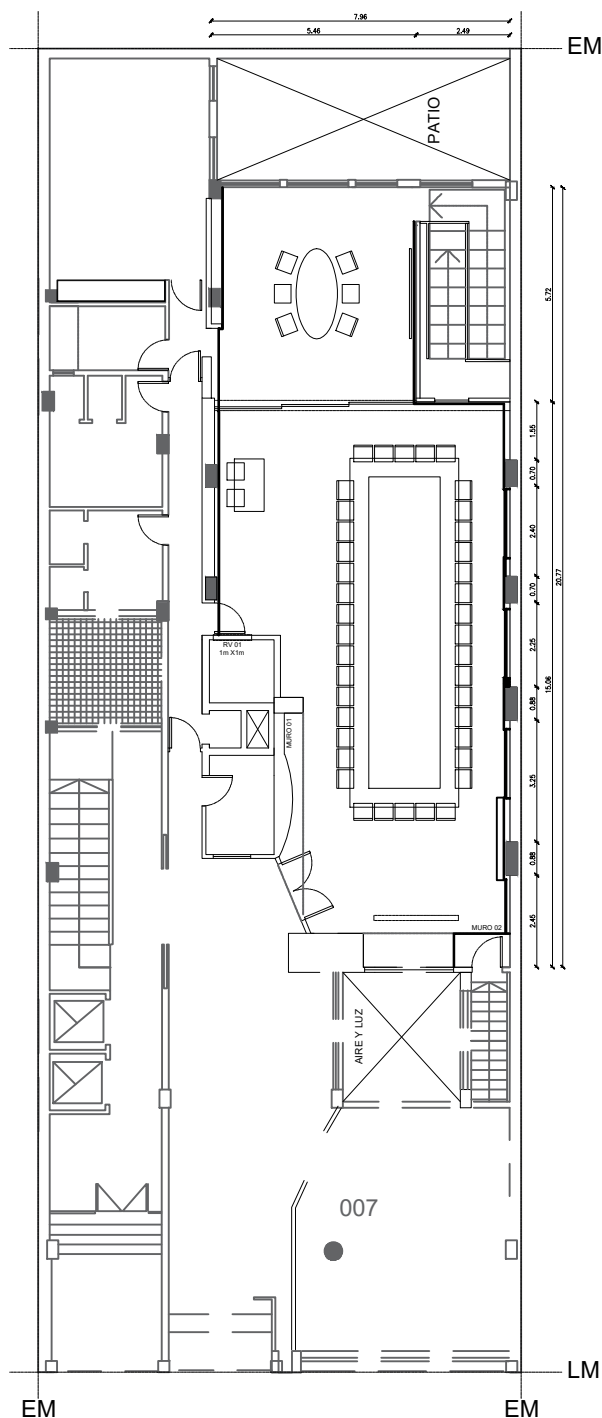 7.96
5.46
2.49
EM
PATIO
5.72
1.55
0.70
2.40
20.77
0.70
2.25
15.06
RV 01
1m X1m
0.88
MURO 01
3.25
0.88
2.45
MURO 02
AIRE Y LUZ
007
LM
EM
EM